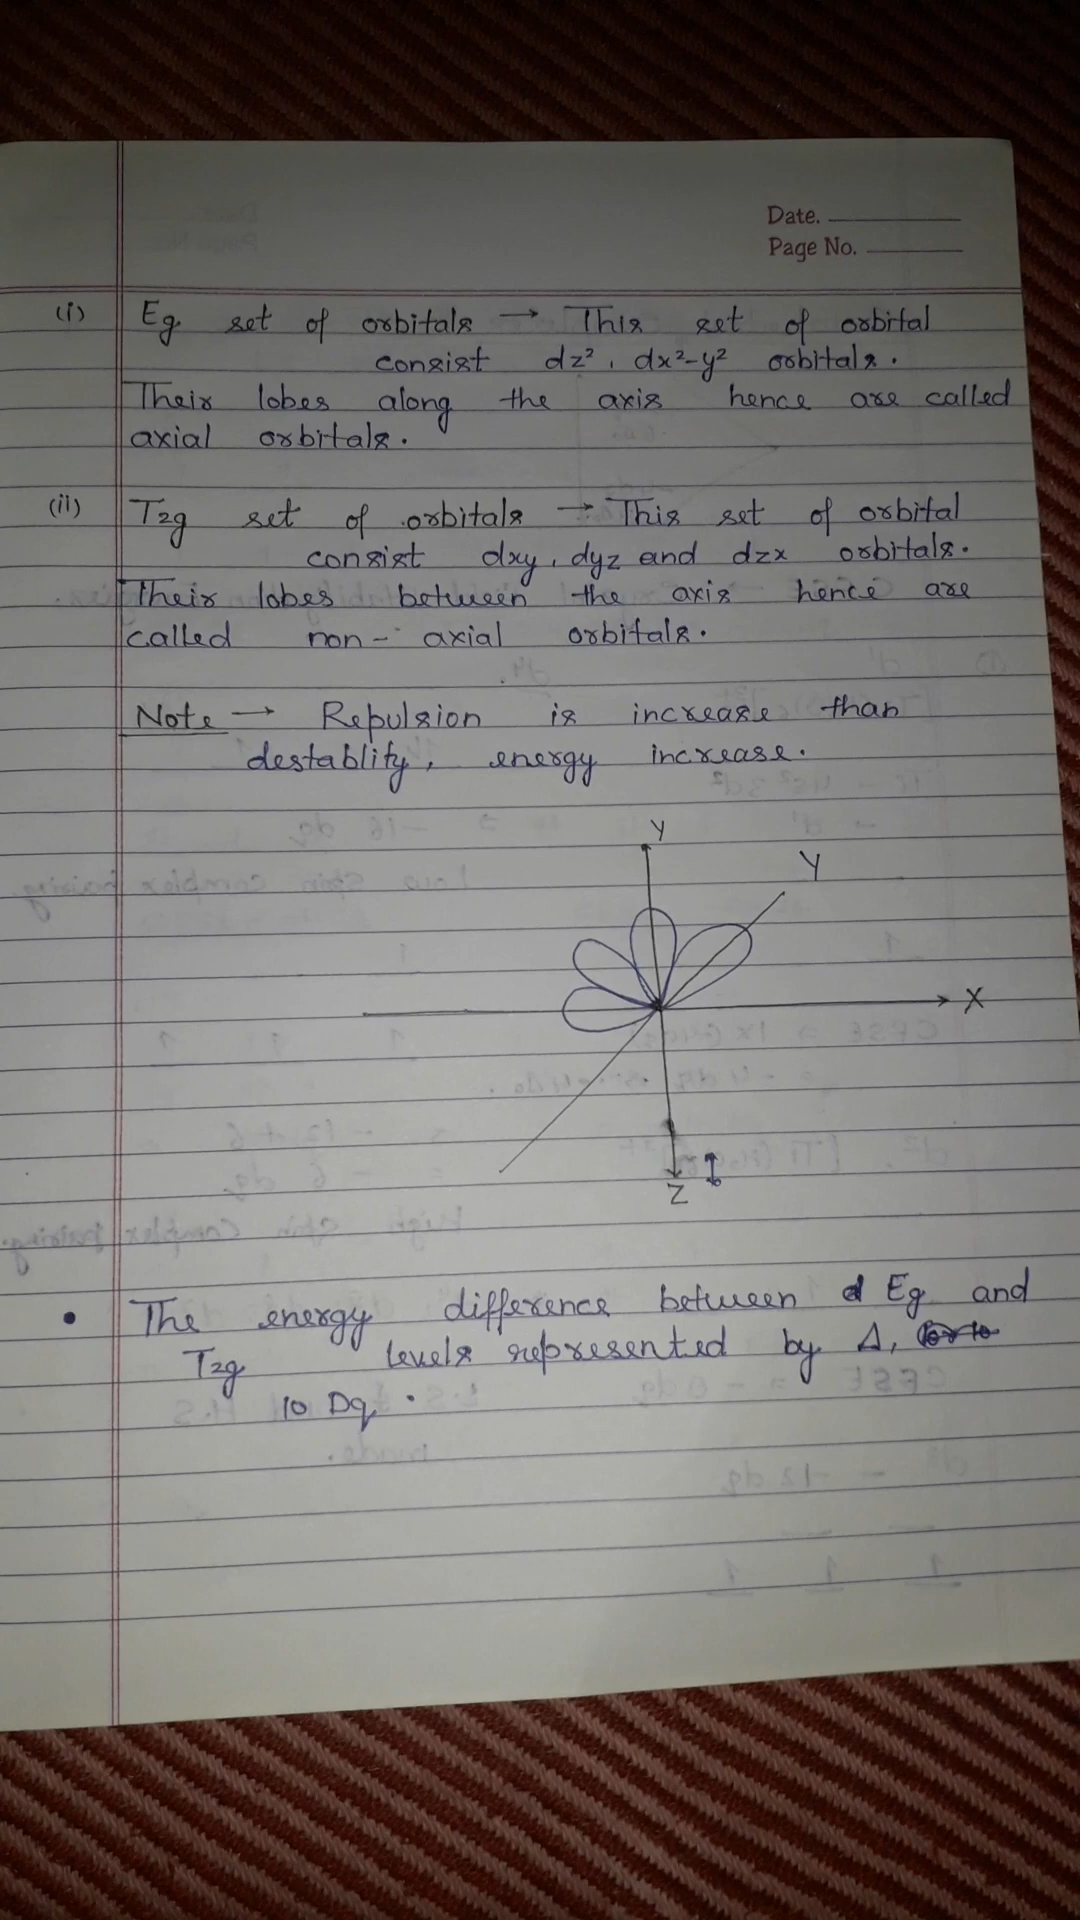 Date.
Page No.
(i) Eg set of orbitals → This set of orbital
consist dz², dx²-y² orbitals.
Their lobes along the axis hence are called
axial orbitals.
(ii) T2g set of orbitals → This set of orbital
consist dxy, dyz and dzx orbitals.
Their lobes between the axis hence are
called non-axial orbitals.
Note → Repulsion is increase than
destablity, energy increase.
Y
Y
X
Z
• The energy difference between Eg and
T2g levels represented by Δ,
10 Dq.